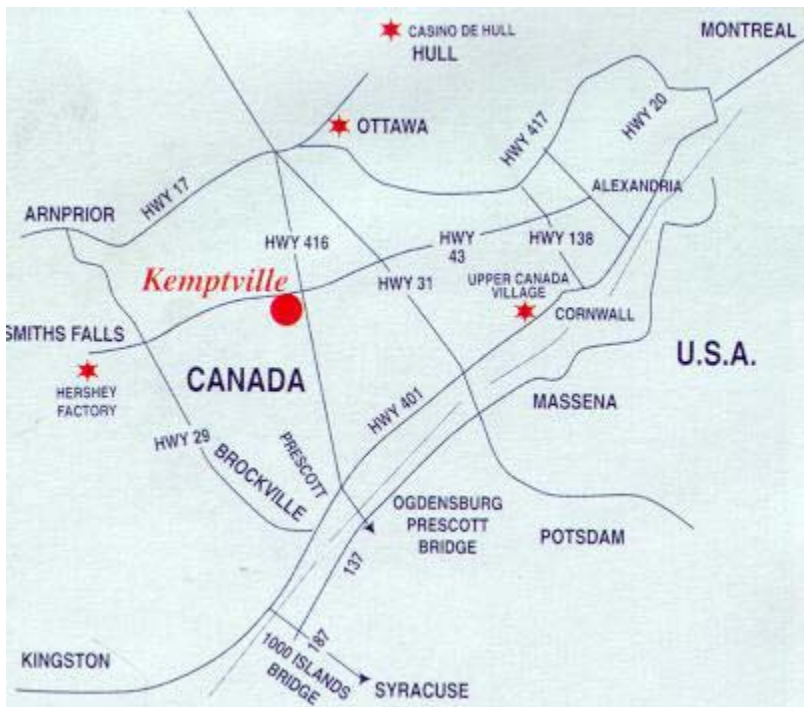 CASINO DE HULL
HULL
MONTREAL
OTTAWA
HWY 417
HWY 20
HWY 17
ALEXANDRIA
ARNPRIOR
HWY 416
HWY
43
HWY 138
Kemptville
HWY 31
UPPER CANADA
VILLAGE
CORNWALL
SMITHS FALLS
U.S.A.
CANADA
HERSHEY
FACTORY
HWY 401
MASSENA
HWY 29
BROCKVILLE
PRESCOTT
OGDENSBURG
PRESCOTT
BRIDGE
POTSDAM
137
187
KINGSTON
1000 ISLANDS
BRIDGE
SYRACUSE